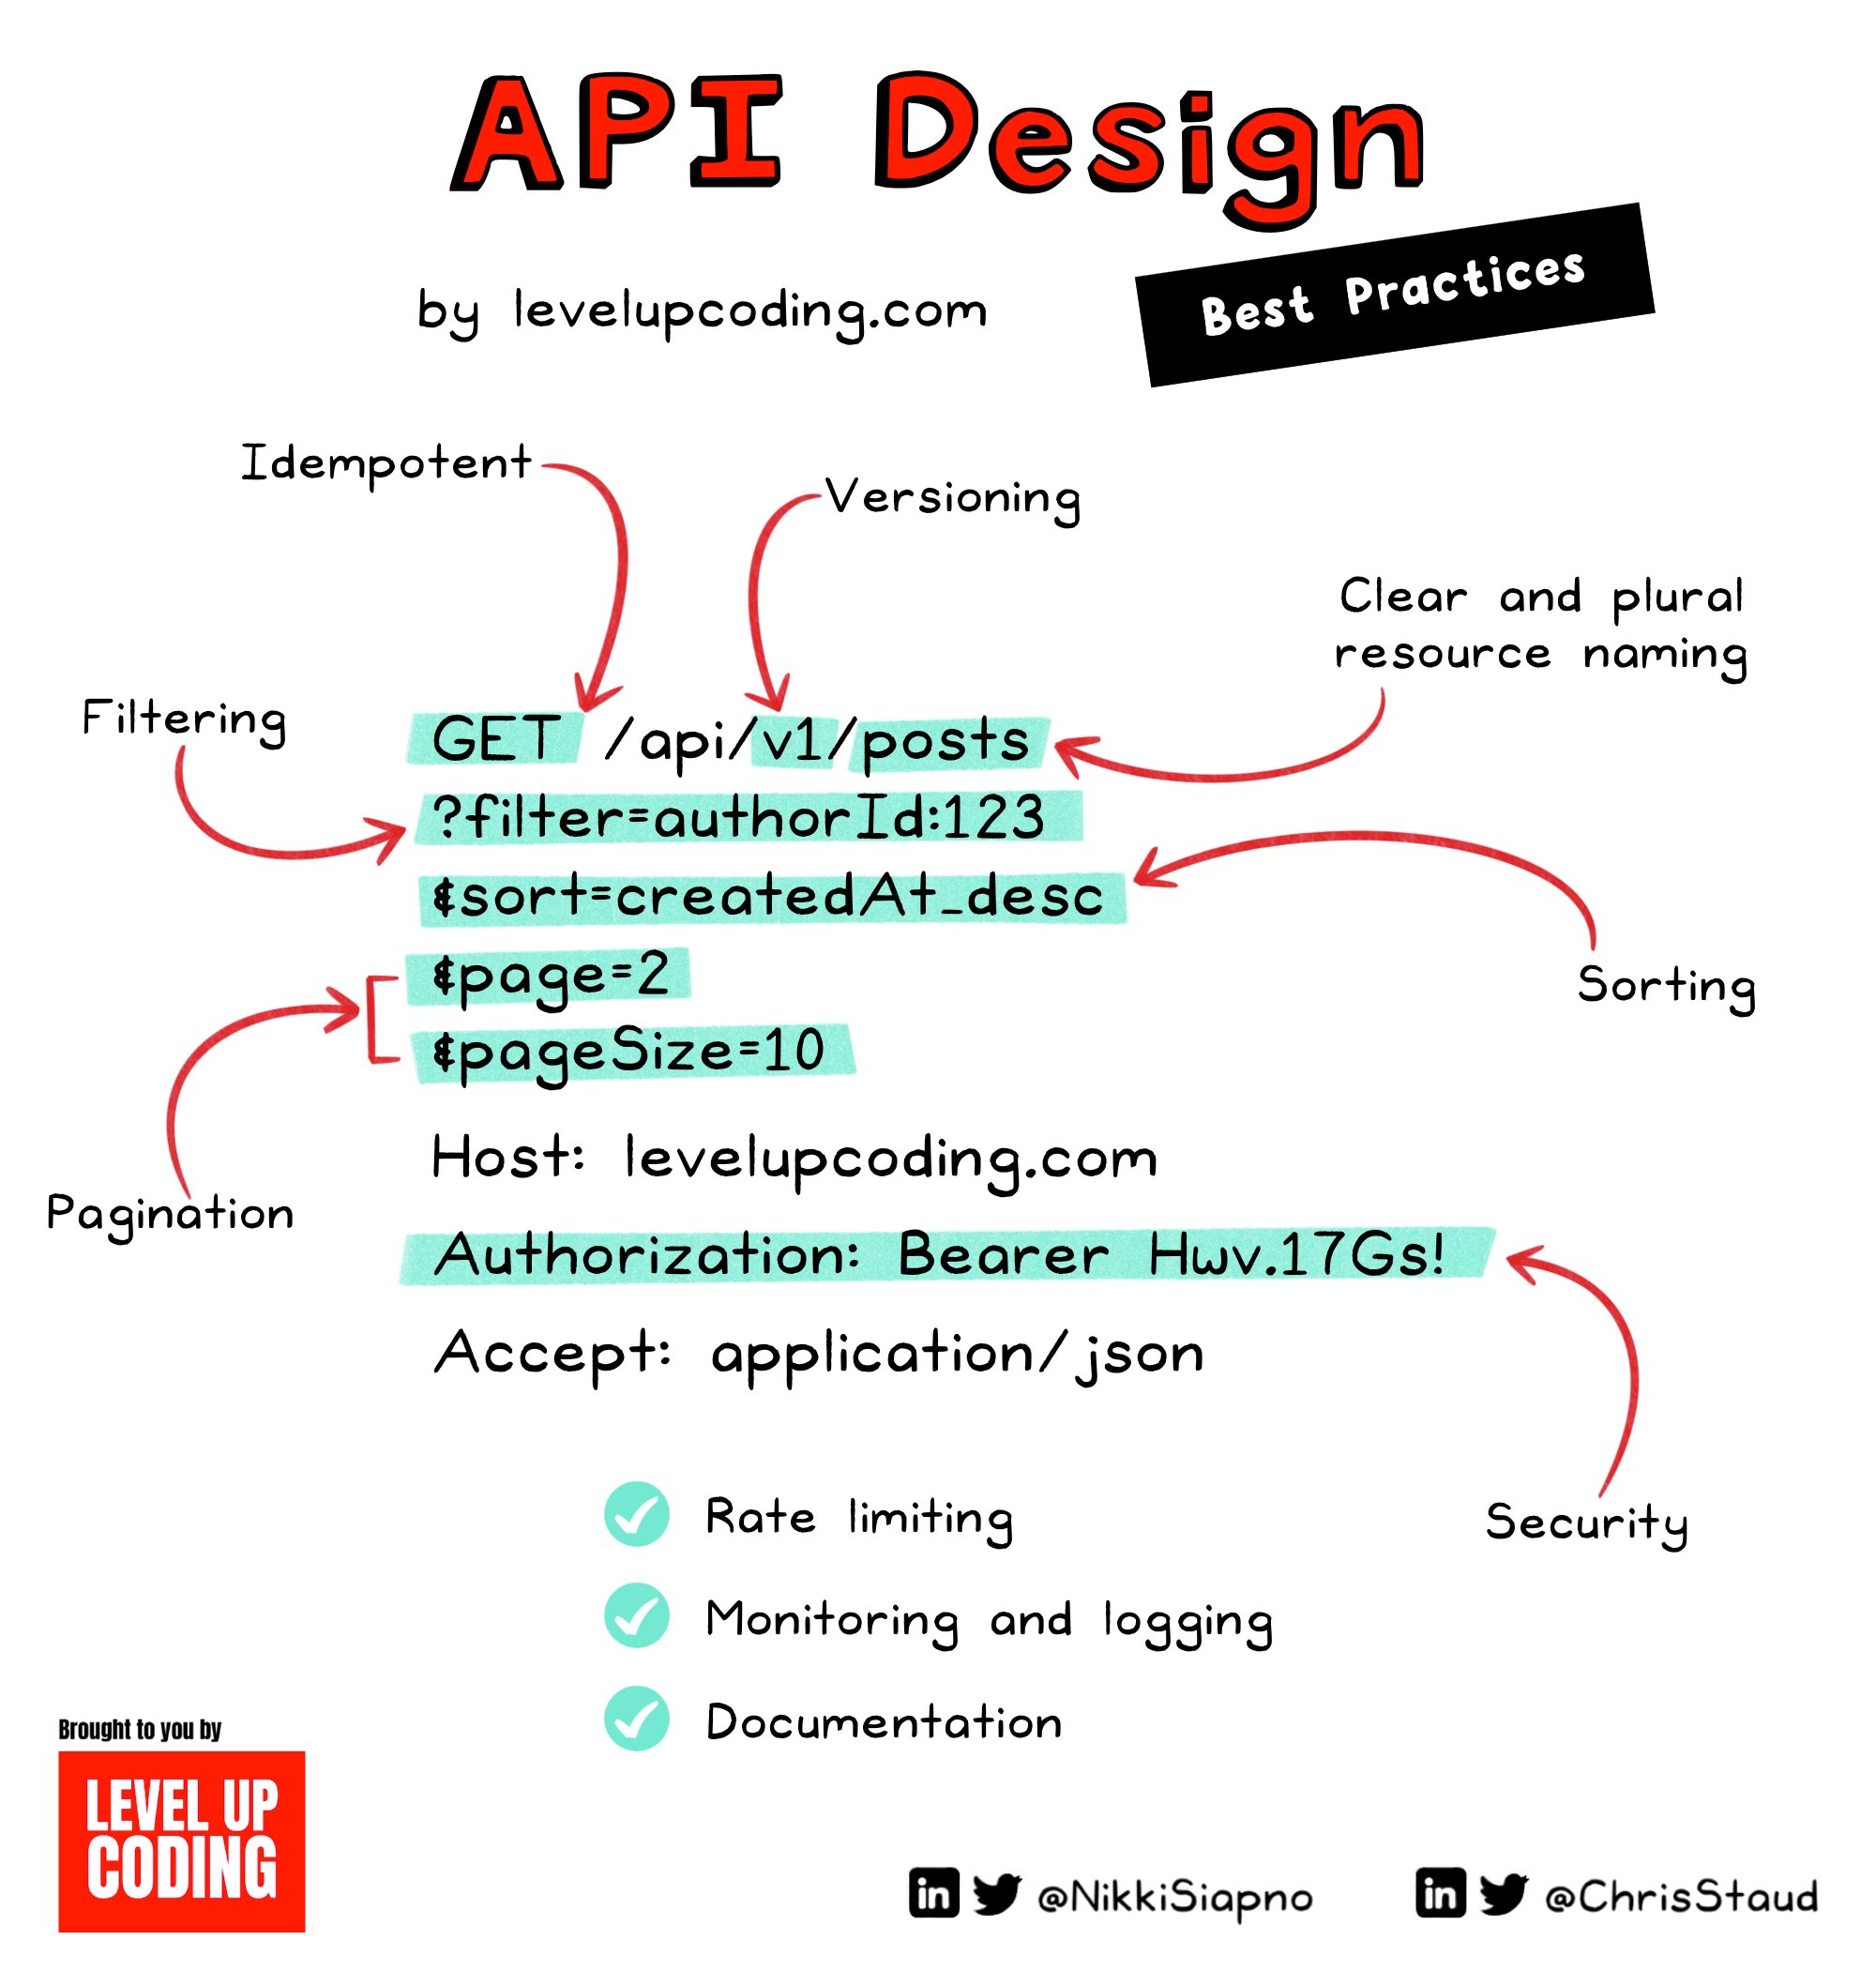 API Design
Best Practices
by levelupcoding.com
Idempotent
Versioning
Clear and plural
resource naming
Filtering
GET /api/v1/posts
?filter=authorId:123
&sort=createdAt_desc
&page=2
&pageSize=10
Sorting
Pagination
Host: levelupcoding.com
Authorization: Bearer Hwv.17Gs!
Accept: application/json
Security
Rate limiting
Monitoring and logging
Documentation
Brought to you by
LEVEL UP
CODING
in @NikkiSiapno
in @ChrisStaud